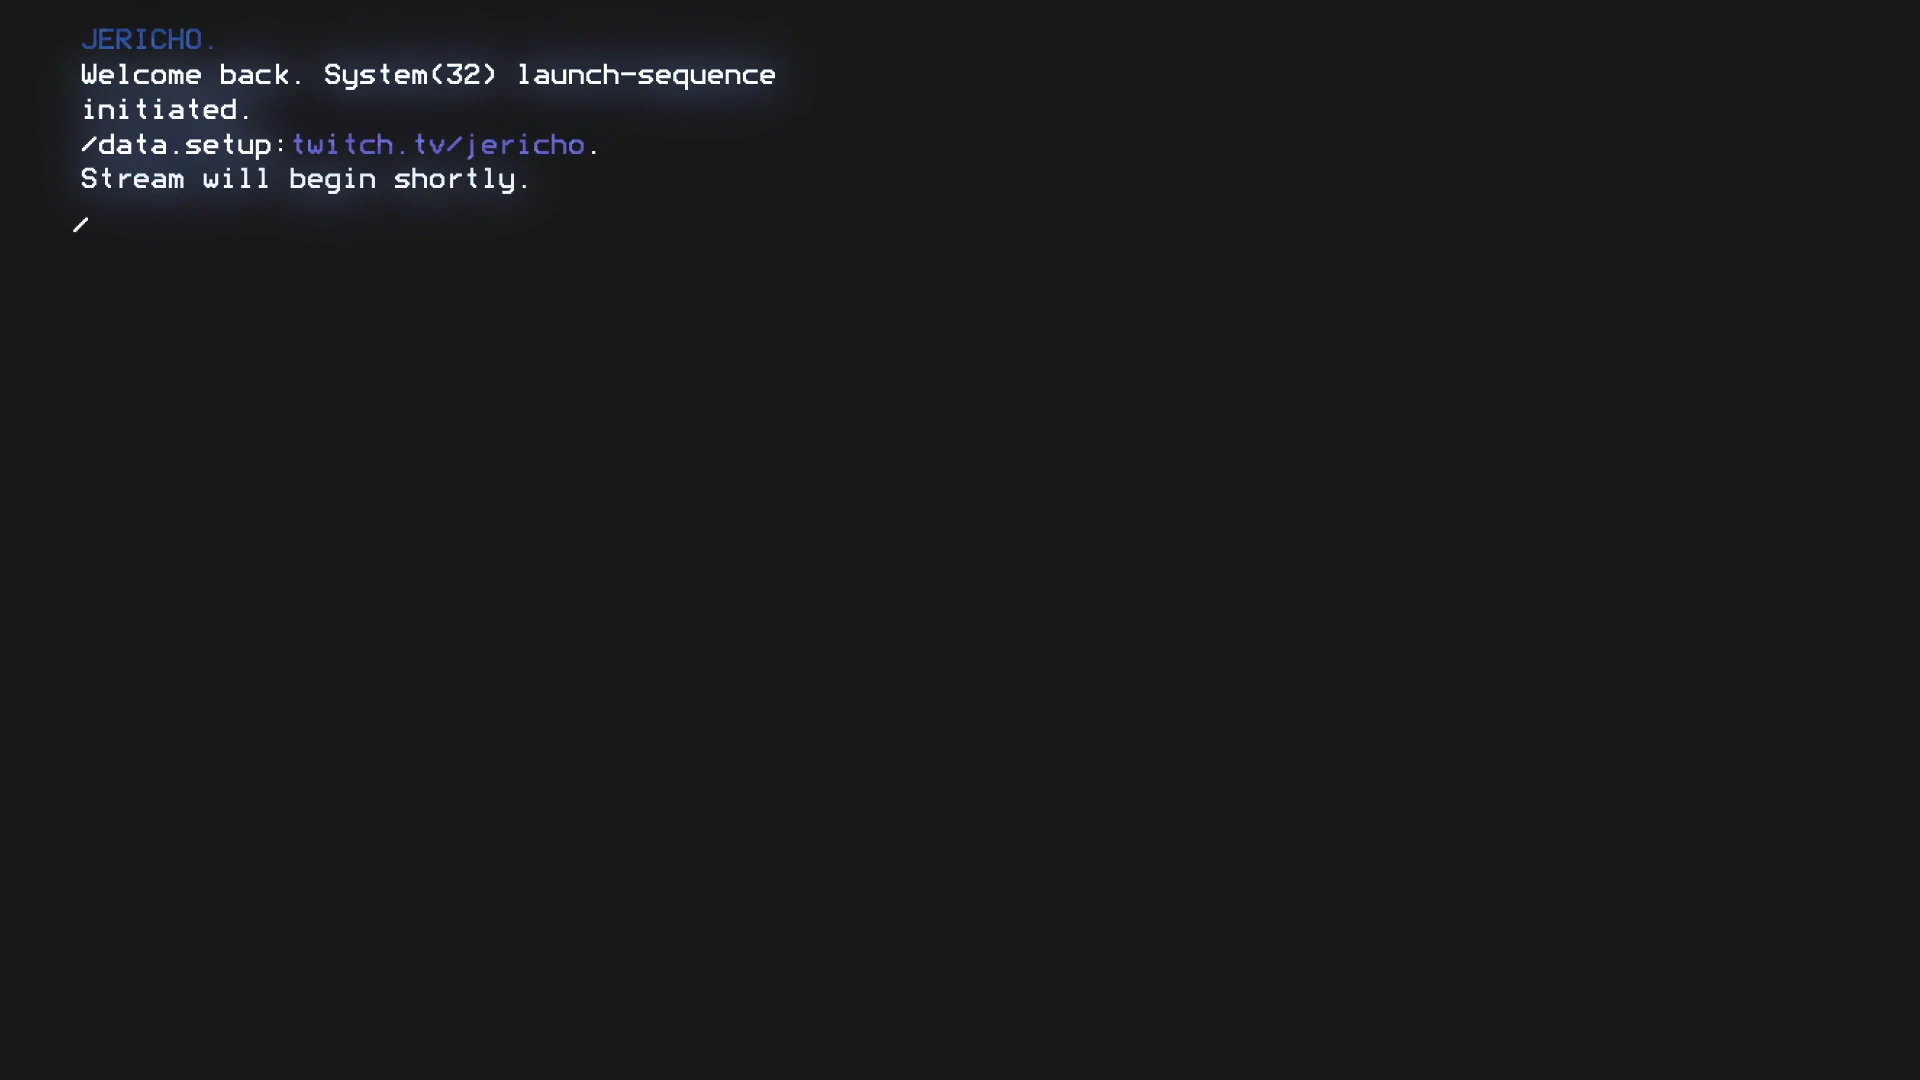 JERICHO.
Welcome back. System(32) launch-sequence
initiated.
/data.setup:twitch.tv/jericho.
Stream will begin shortly.
/